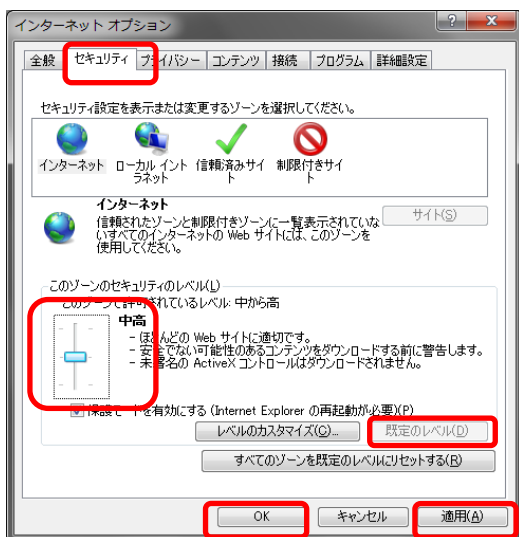 インターネット オプション
全般 セキュリティ プライバシー コンテンツ 接続 プログラム 詳細設定
セキュリティ設定を表示または変更するゾーンを選択してください。
インターネット ローカル イント 信頼済みサイ 制限付きサイ
ラネット ト ト
インターネット
信頼されたゾーンと制限付きゾーンに一覧表示されていな
いすべてのインターネットの Web サイトには、このゾーンを
使用してください。
サイト(S)
このゾーンのセキュリティのレベル(L)
このゾーンで許可されているレベル: 中から高
中高
- ほとんどの Web サイトに適切です。
- 安全でない可能性のあるコンテンツをダウンロードする前に警告します。
- 未署名の ActiveX コントロールはダウンロードされません。
保護モードを有効にする (Internet Explorer の再起動が必要)(P)
レベルのカスタマイズ(C)... 既定のレベル(D)
すべてのゾーンを既定のレベルにリセットする(R)
OK キャンセル 適用(A)